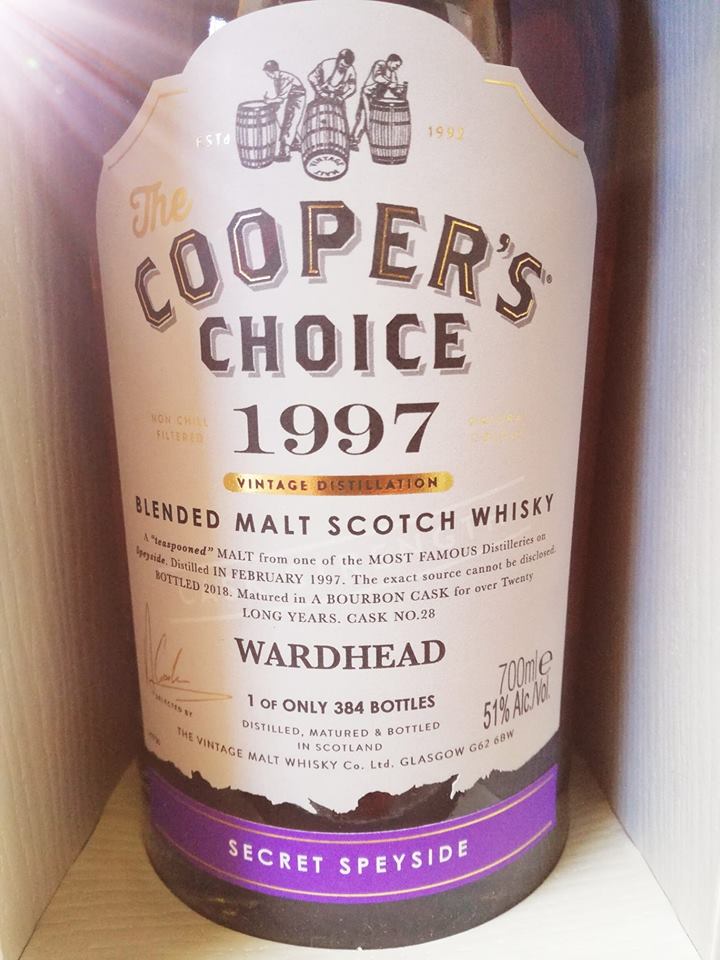 ESTd 1992
VINTAGE MALT
The
COOPER'S®
CHOICE
NON CHILL
FILTERED
1997
VINTAGE DISTILLATION
BLENDED MALT SCOTCH WHISKY
A "teaspooned" MALT from one of the MOST FAMOUS Distilleries on
Speyside. Distilled IN FEBRUARY 1997. The exact source cannot be disclosed.
BOTTLED 2018. Matured in A BOURBON CASK for over Twenty
LONG YEARS. CASK NO.28
WARDHEAD
SELECTED BY
1 OF ONLY 384 BOTTLES
700ml e
51% Alc./Vol.
DISTILLED, MATURED & BOTTLED
IN SCOTLAND
THE VINTAGE MALT WHISKY Co. Ltd. GLASGOW G62 6BW
SECRET SPEYSIDE